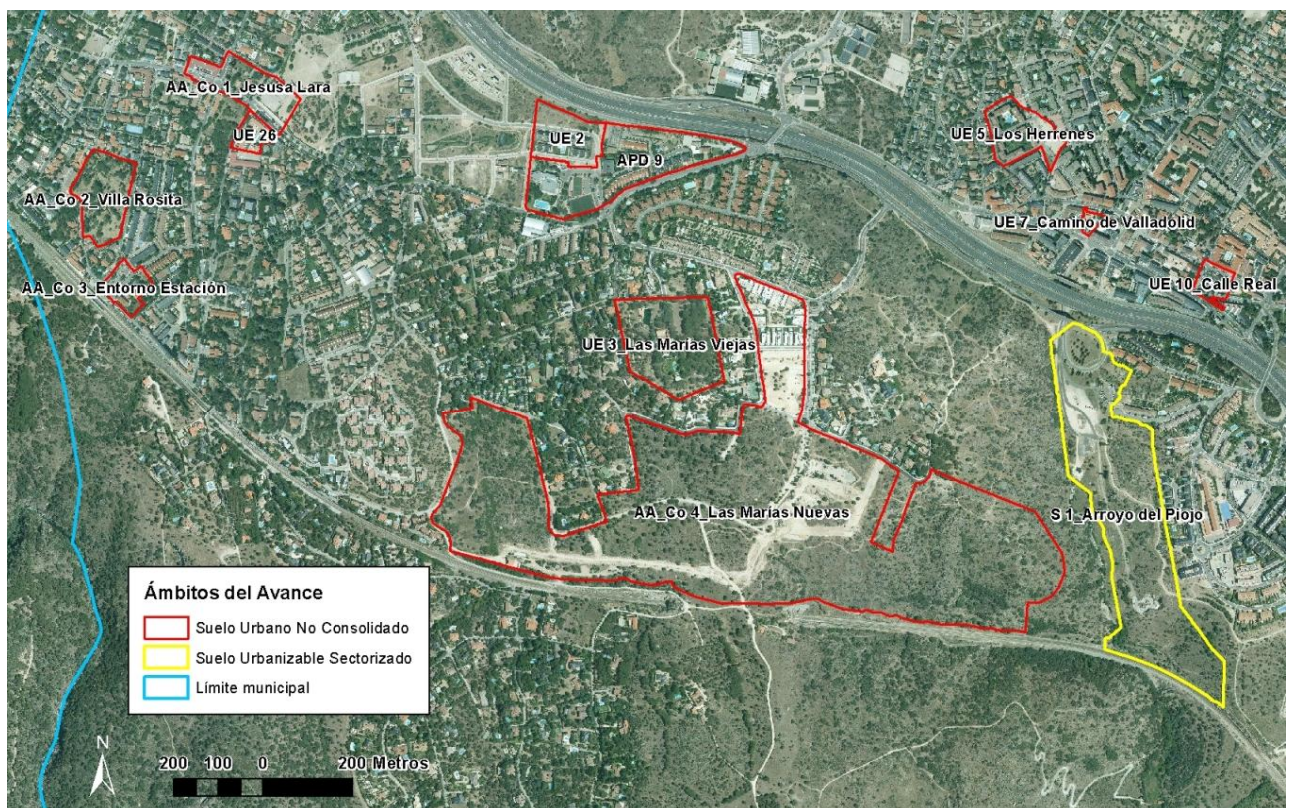 AA_Co 1_Jesusa Lara
UE 26
UE 2
APD 9
UE 5_Los Herrenes
AA_Co 2_Villa Rosita
UE 7_Camino de Valladolid
AA_Co 3_Entorno Estación
UE 10_Calle Real
UE 3_Las Marías Viejas
AA_Co 4_Las Marías Nuevas
S 1_Arroyo del Piojo
Ámbitos del Avance
Suelo Urbano No Consolidado
Suelo Urbanizable Sectorizado
Límite municipal
N
200 100 0 200 Metros